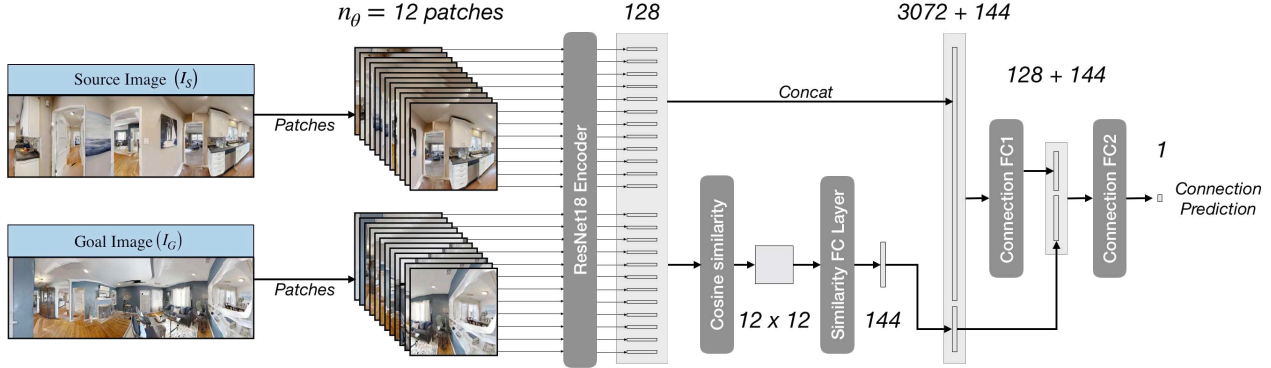 n_θ = 12 patches
128
3072 + 144
128 + 144
1
Source Image (I_S)
Patches
Goal Image (I_G)
Patches
ResNet18 Encoder
Concat
Cosine similarity
12 x 12
Similarity FC Layer
144
Connection FC1
Connection FC2
Connection
Prediction